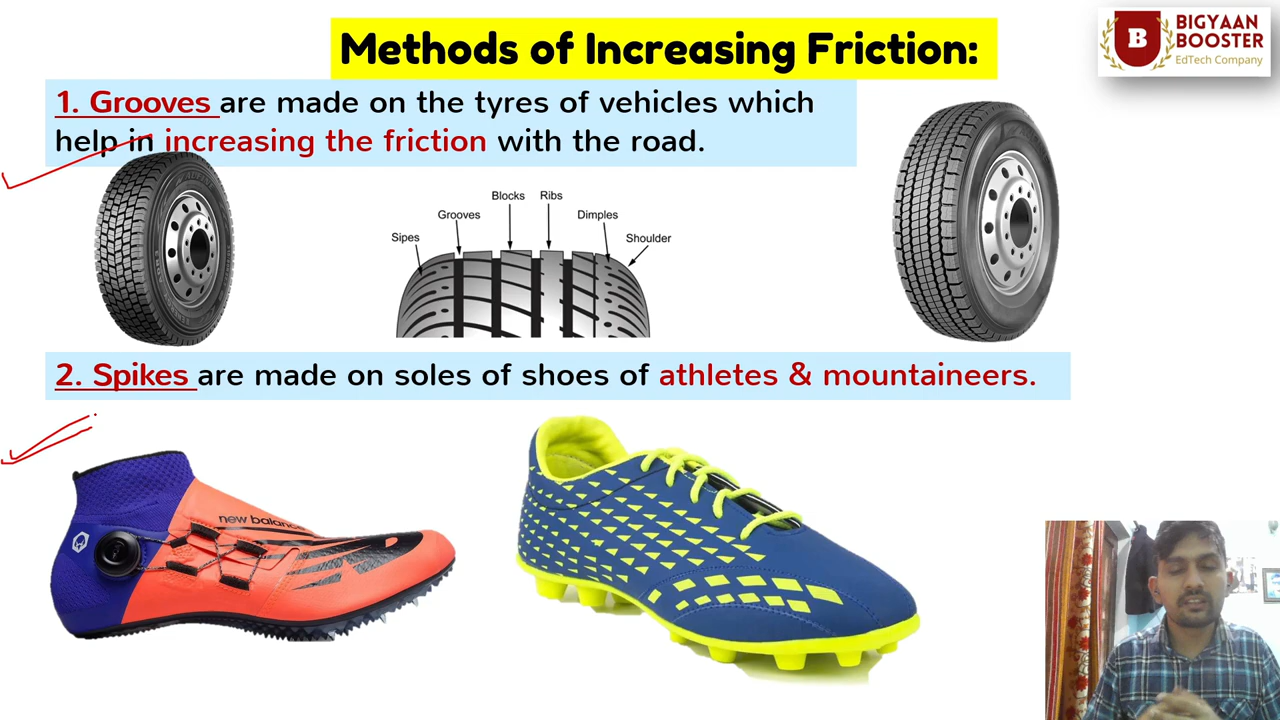 Methods of Increasing Friction:
BIGYAAN
BOOSTER
EdTech Company
B
1. Grooves are made on the tyres of vehicles which
help in increasing the friction with the road.
Blocks
Ribs
Grooves
Dimples
Sipes
Shoulder
2. Spikes are made on soles of shoes of athletes & mountaineers.
new balance